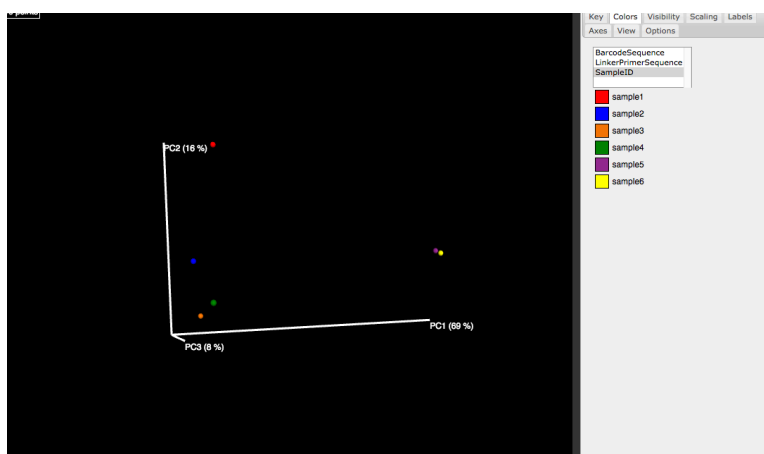 points
Key Colors Visibility Scaling Labels
Axes View Options
BarcodeSequence
LinkerPrimerSequence
SampleID
sample1
sample2
sample3
sample4
sample5
sample6
PC2 (16 %)
PC1 (69 %)
PC3 (8 %)